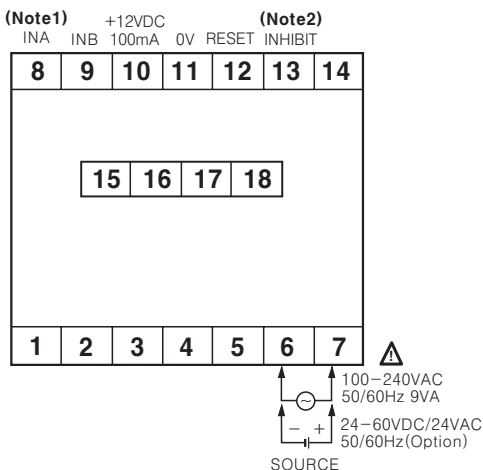 (Note1) +12VDC (Note2)
INA INB 100mA 0V RESET INHIBIT
8 9 10 11 12 13 14
15 16 17 18
1 2 3 4 5 6 7
100-240VAC
50/60Hz 9VA
- + 24-60VDC/24VAC
50/60Hz(Option)
SOURCE